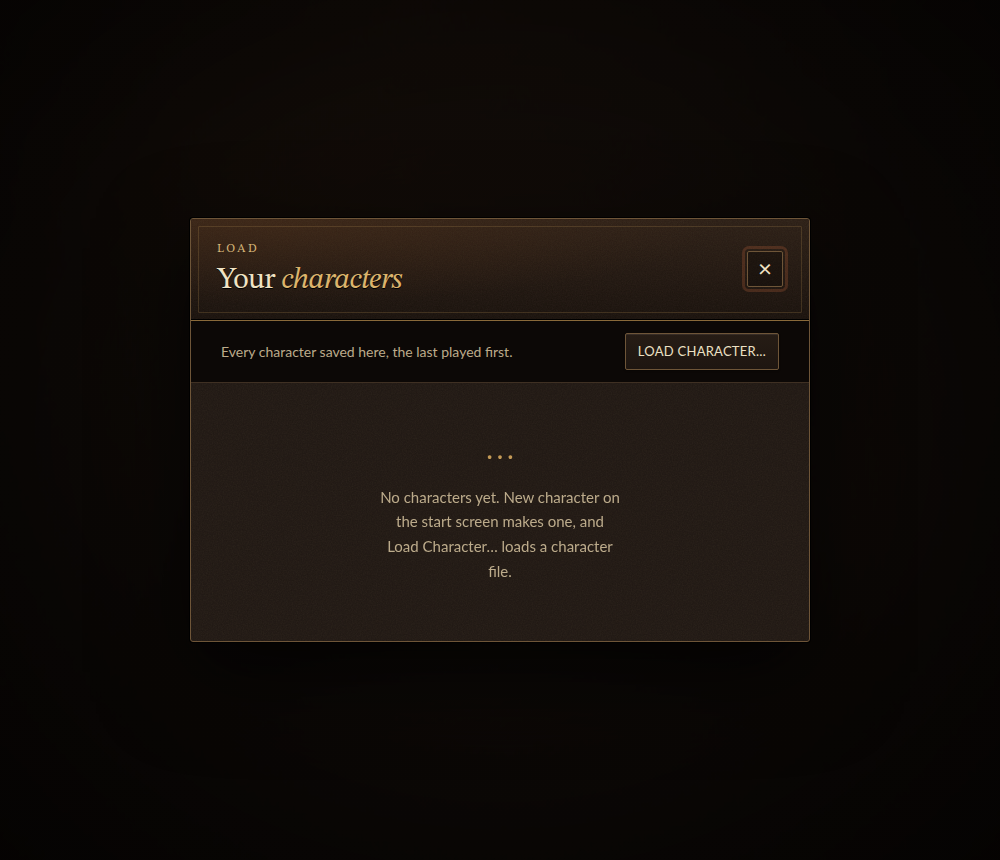 LOAD
Your characters
Every character saved here, the last played first.
LOAD CHARACTER...
No characters yet. New character on
the start screen makes one, and
Load Character... loads a character
file.